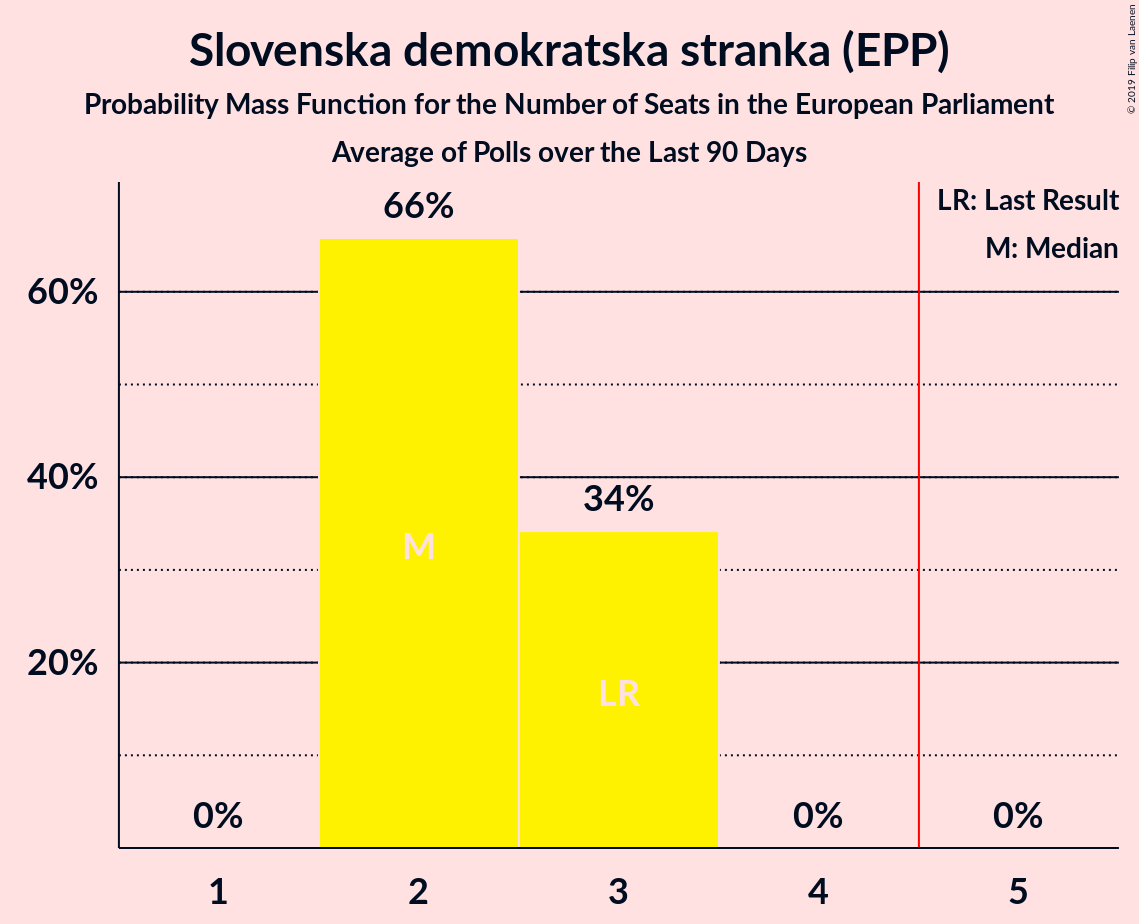 Slovenska demokratska stranka (EPP)
Probability Mass Function for the Number of Seats in the European Parliament
Average of Polls over the Last 90 Days
© 2019 Filip van Laenen
LR: Last Result
M: Median
66%
60%
40%
34%
M
20%
LR
0%
0%
0%
1
2
3
4
5